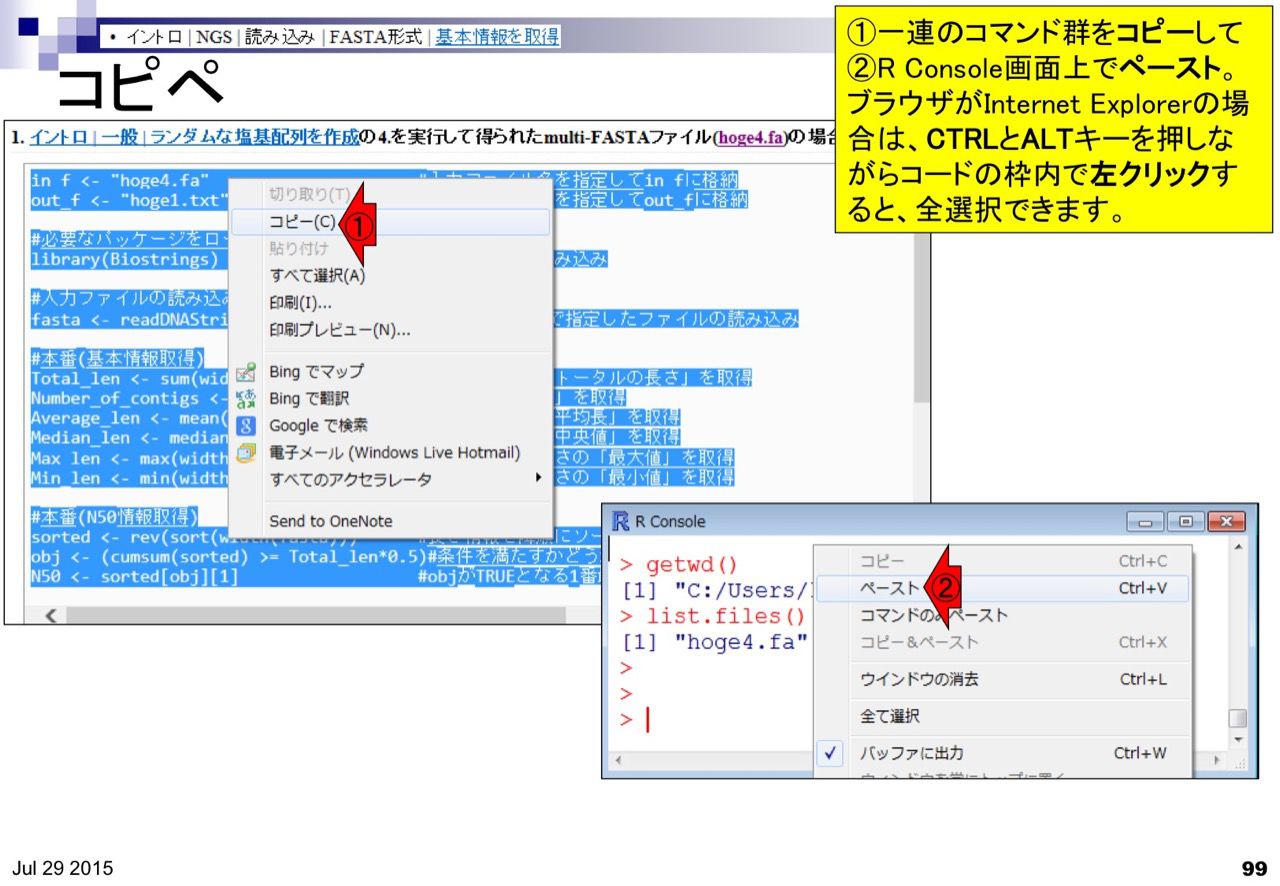 • イントロ | NGS | 読み込み | FASTA形式 | 基本情報を取得
コピペ
①一連のコマンド群をコピーして
②R Console画面上でペースト。
ブラウザがInternet Explorerの場
合は、CTRLとALTキーを押しな
がらコードの枠内で左クリックす
ると、全選択できます。
1. イントロ | 一般 | ランダムな塩基配列を作成の4.を実行して得られたmulti-FASTAファイル(hoge4.fa)の場合
in_f <- "hoge4.fa" #入力ファイル名を指定してin_fに格納
out_f <- "hoge1.txt" を指定してout_fに格納
#必要なパッケージをロー
library(Biostrings) み込み
#入力ファイルの読み込み
fasta <- readDNAStri で指定したファイルの読み込み
#本番(基本情報取得)
Total_len <- sum(wid トータルの長さ」を取得
Number_of_contigs <- 」を取得
Average_len <- mean( 平均長」を取得
Median_len <- median 中央値」を取得
Max_len <- max(width さの「最大値」を取得
Min_len <- min(width さの「最小値」を取得
#本番(N50情報取得)
sorted <- rev(sort(width(fasta)))
obj <- (cumsum(sorted) >= Total_len*0.5)#条件を満たすかどう
N50 <- sorted[obj][1] #objがTRUEとなる1番
切り取り(T)
コピー(C)
①
貼り付け
すべて選択(A)
印刷(I)...
印刷プレビュー(N)...
Bing でマップ
Bing で翻訳
Google で検索
電子メール (Windows Live Hotmail)
すべてのアクセラレータ
Send to OneNote
R Console
> getwd()
[1] "C:/Users/
> list.files()
[1] "hoge4.fa"
>
>
>
コピー Ctrl+C
ペースト Ctrl+V
②
コマンドのみペースト
コピー＆ペースト Ctrl+X
ウインドウの消去 Ctrl+L
全て選択
バッファに出力 Ctrl+W
Jul 29 2015
99